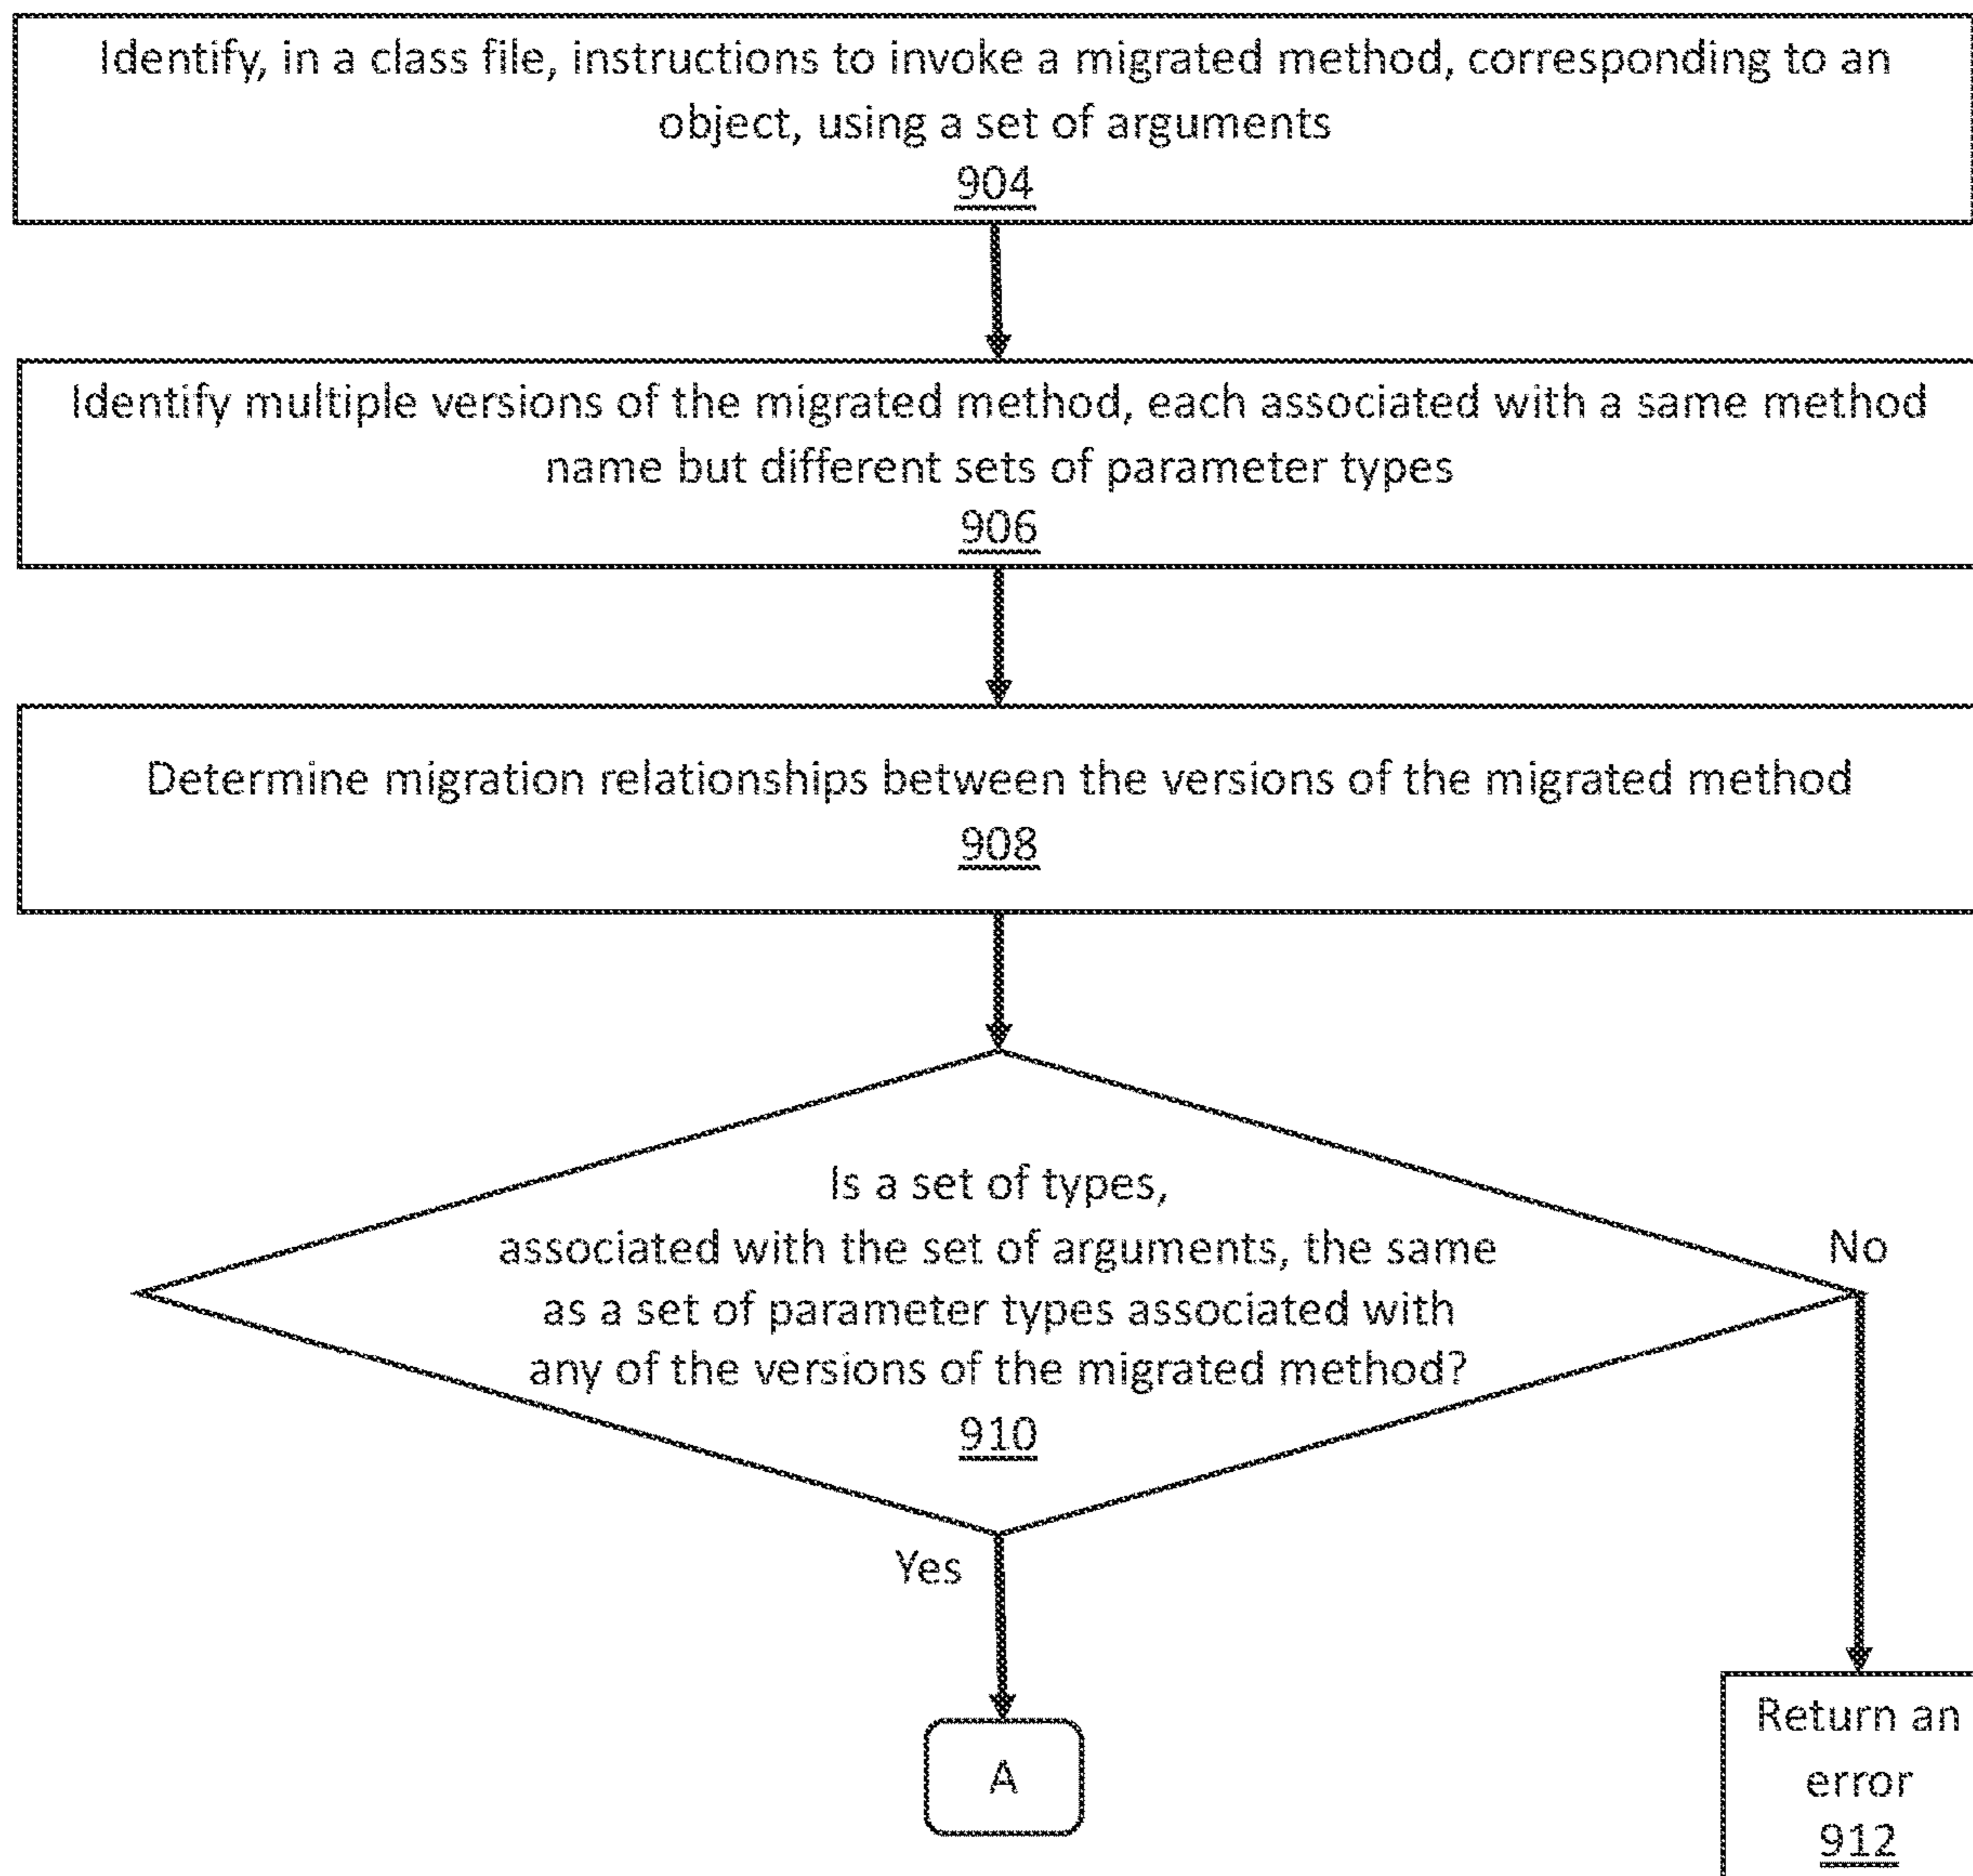 Identify, in a class file, instructions to invoke a migrated method, corresponding to an
object, using a set of arguments
904
Identify multiple versions of the migrated method, each associated with a same method
name but different sets of parameter types
906
Determine migration relationships between the versions of the migrated method
908
Is a set of types,
associated with the set of arguments, the same
as a set of parameter types associated with
any of the versions of the migrated method?
910
No
Yes
A
Return an
error
912